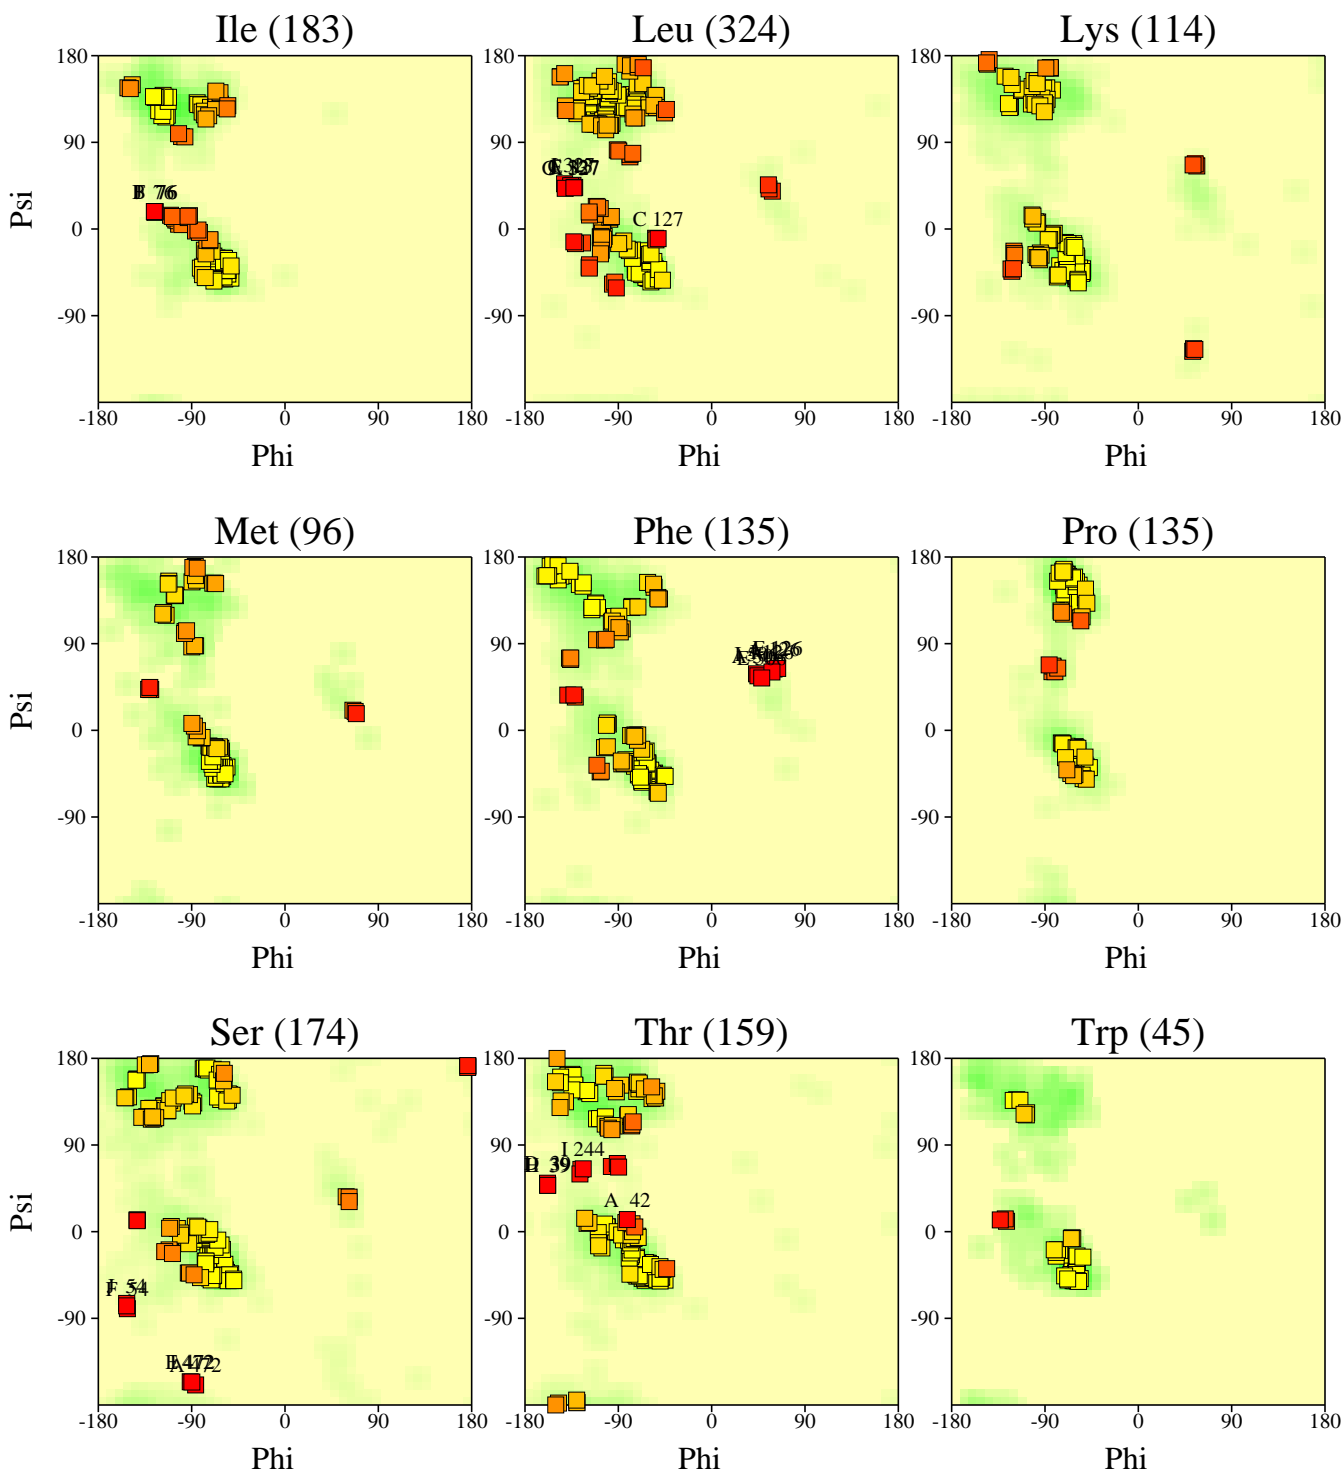 Ile (183) Leu (324) Lys (114)
180 180 180
90 90 90
Psi 0 0 0
-90 -90 -90
B 76
C 127
-180 -90 0 90 180 -180 -90 0 90 180 -180 -90 0 90 180
Phi Phi Phi
Met (96) Phe (135) Pro (135)
180 180 180
90 90 90
Psi 0 0 0
-90 -90 -90
-180 -90 0 90 180 -180 -90 0 90 180 -180 -90 0 90 180
Phi Phi Phi
Ser (174) Thr (159) Trp (45)
180 180 180
90 90 90
I 244
A 42
Psi 0 0 0
-90 -90 -90
A 472
-180 -90 0 90 180 -180 -90 0 90 180 -180 -90 0 90 180
Phi Phi Phi